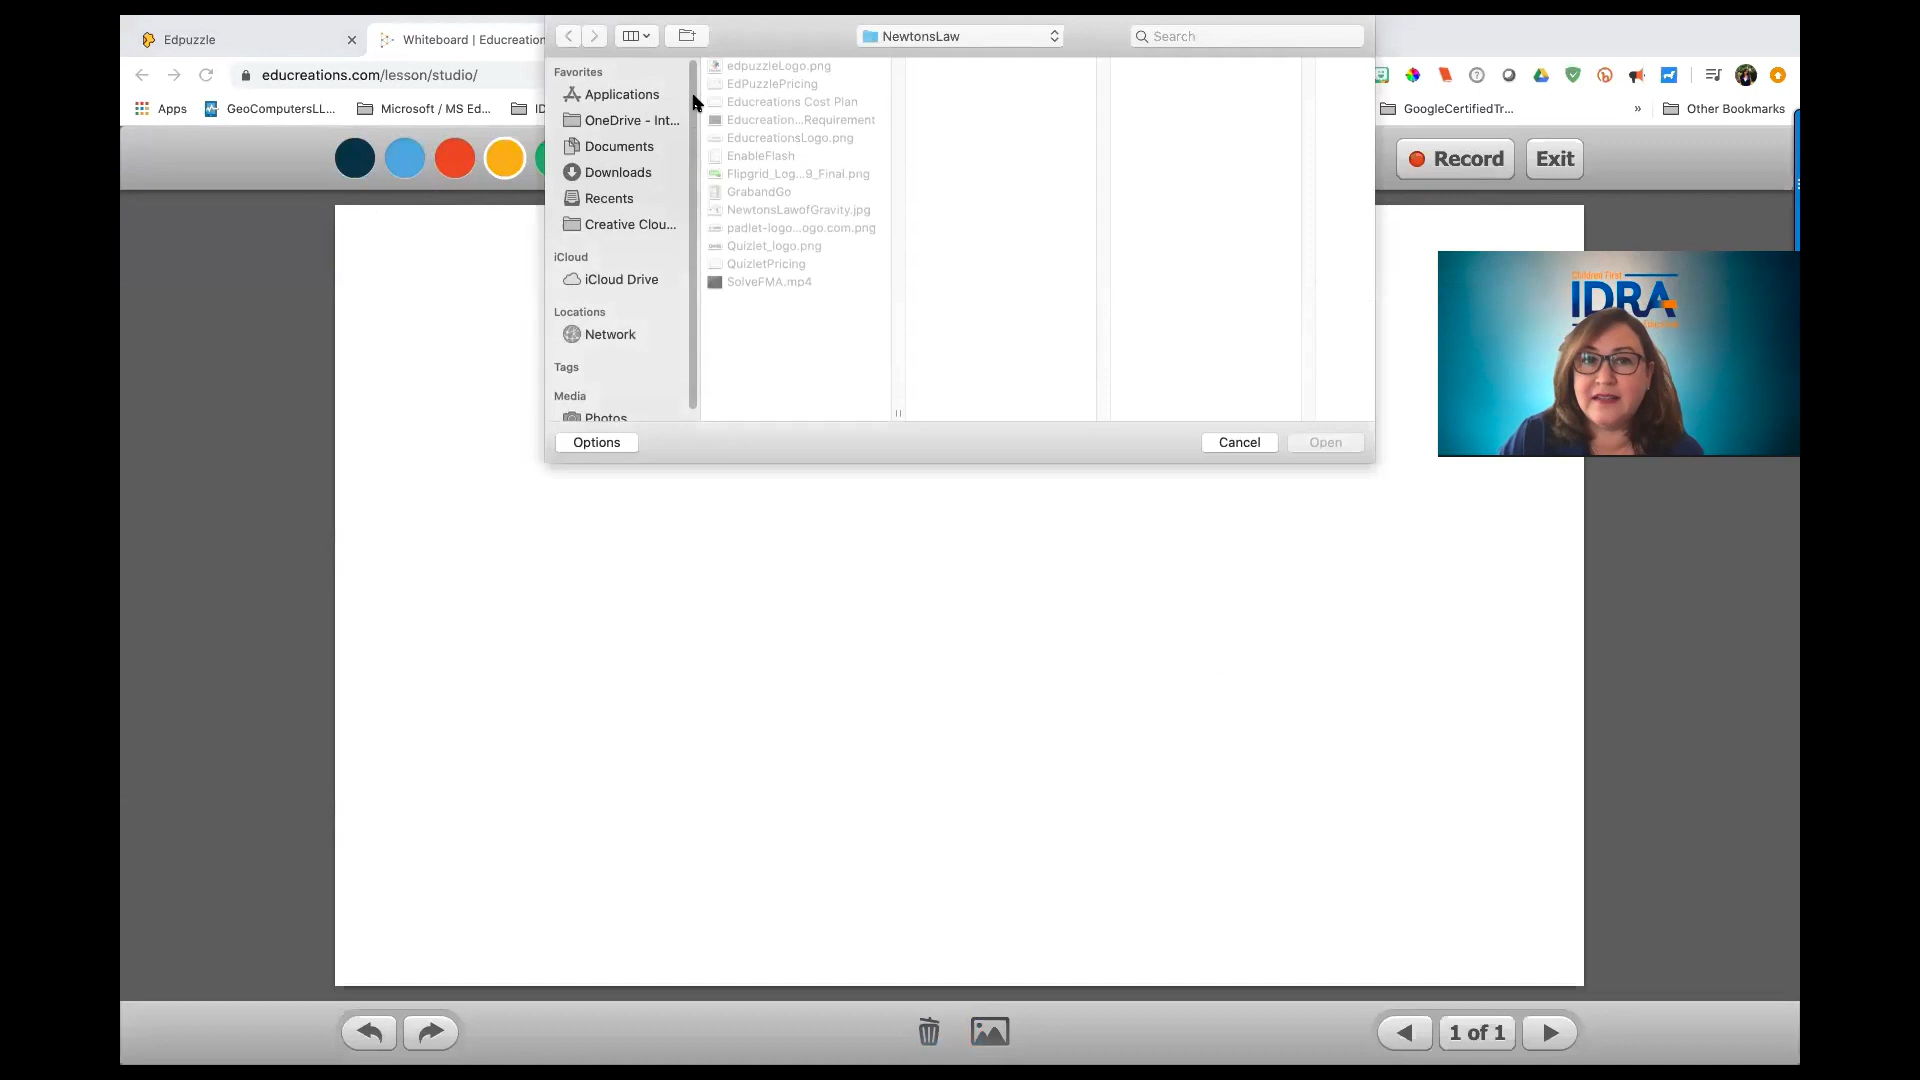 Edpuzzle
Whiteboard | Educreation
NewtonsLaw
Search
educreations.com/lesson/studio/
Apps
GeoComputersLL...
Microsoft / MS Ed...
ID
GoogleCertifiedTr...
»
Other Bookmarks
Record
Exit
Favorites
Applications
OneDrive - Int...
Documents
Downloads
Recents
Creative Clou...
iCloud
iCloud Drive
Locations
Network
Tags
Media
Photos
edpuzzleLogo.png
EdPuzzlePricing
Educreations Cost Plan
Educreation...Requirement
EducreationsLogo.png
EnableFlash
Flipgrid_Log...9_Final.png
GrabandGo
NewtonsLawofGravity.jpg
padlet-logo...ogo.com.png
Quizlet_logo.png
QuizletPricing
SolveFMA.mp4
Options
Cancel
Open
Children First
IDRA
1 of 1